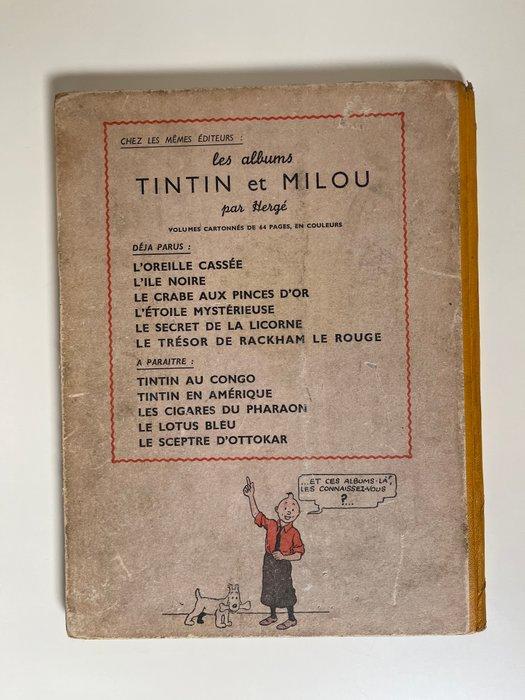 CHEZ LES MÊMES ÉDITEURS :
les albums
TINTIN et MILOU
par Hergé
VOLUMES CARTONNÉS DE 64 PAGES, EN COULEURS
DÉJA PARUS :
L'OREILLE CASSÉE
L'ILE NOIRE
LE CRABE AUX PINCES D'OR
L'ÉTOILE MYSTÉRIEUSE
LE SECRET DE LA LICORNE
LE TRÉSOR DE RACKHAM LE ROUGE
A PARAITRE :
TINTIN AU CONGO
TINTIN EN AMÉRIQUE
LES CIGARES DU PHARAON
LE LOTUS BLEU
LE SCEPTRE D'OTTOKAR
...ET CES ALBUMS-LÀ,
LES CONNAISSEZ-VOUS
?...